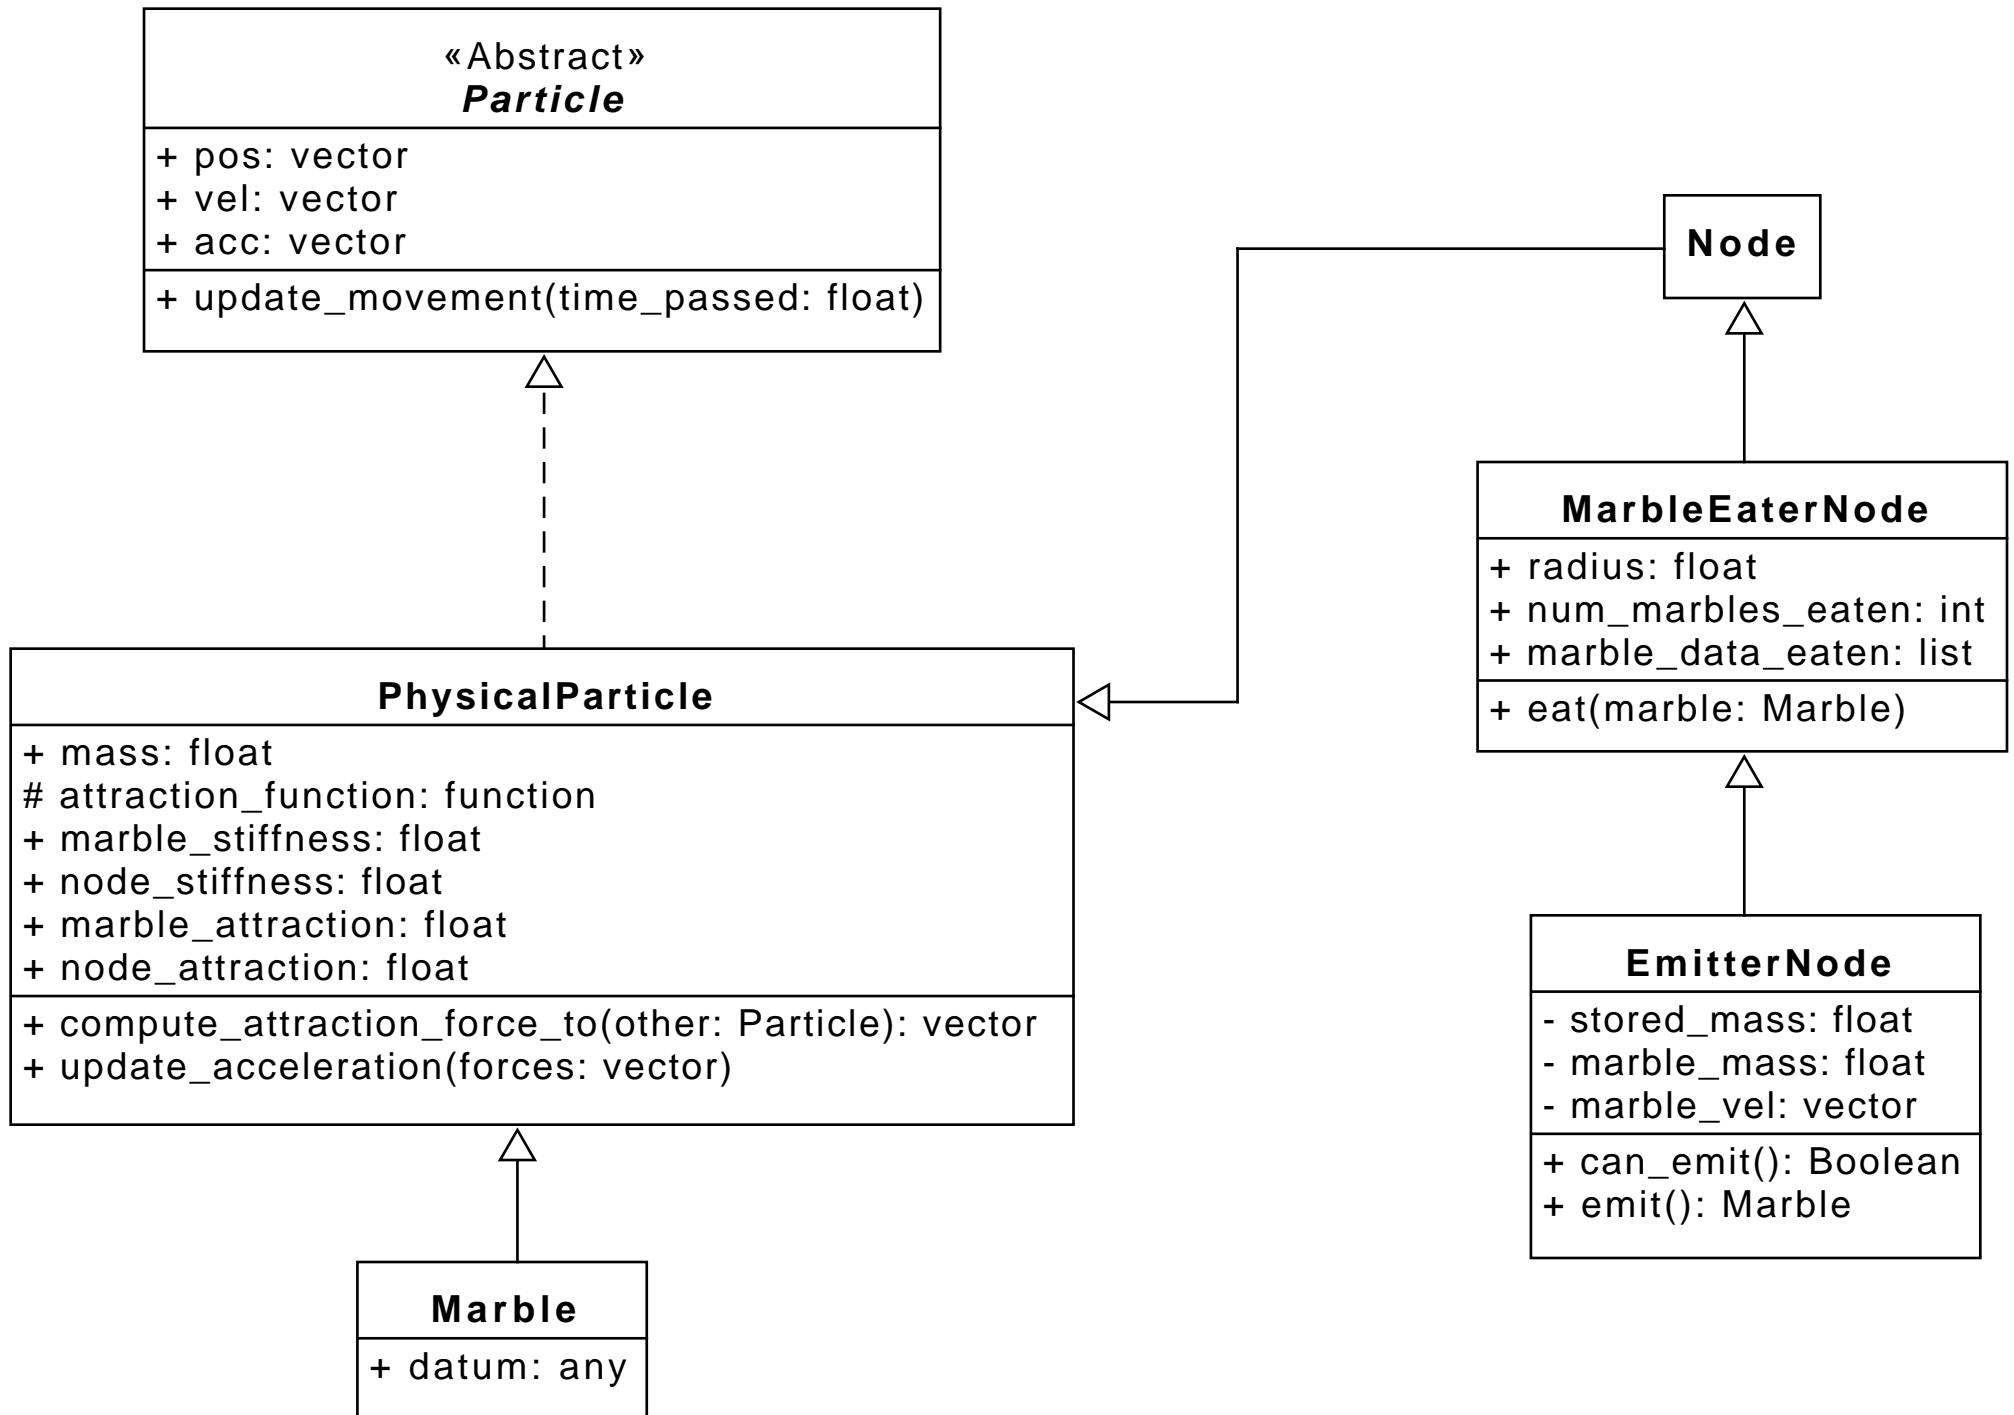 «Abstract»
Particle
+ pos: vector
+ vel: vector
+ acc: vector
+ update_movement(time_passed: float)
Node
MarbleEaterNode
+ radius: float
+ num_marbles_eaten: int
+ marble_data_eaten: list
+ eat(marble: Marble)
PhysicalParticle
+ mass: float
# attraction_function: function
+ marble_stiffness: float
+ node_stiffness: float
+ marble_attraction: float
+ node_attraction: float
+ compute_attraction_force_to(other: Particle): vector
+ update_acceleration(forces: vector)
EmitterNode
- stored_mass: float
- marble_mass: float
- marble_vel: vector
+ can_emit(): Boolean
+ emit(): Marble
Marble
+ datum: any